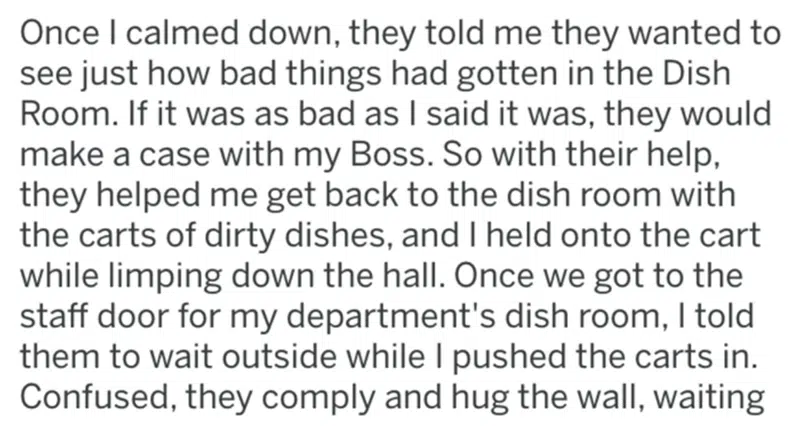 Once I calmed down, they told me they wanted to
see just how bad things had gotten in the Dish
Room. If it was as bad as I said it was, they would
make a case with my Boss. So with their help,
they helped me get back to the dish room with
the carts of dirty dishes, and I held onto the cart
while limping down the hall. Once we got to the
staff door for my department's dish room, I told
them to wait outside while I pushed the carts in.
Confused, they comply and hug the wall, waiting